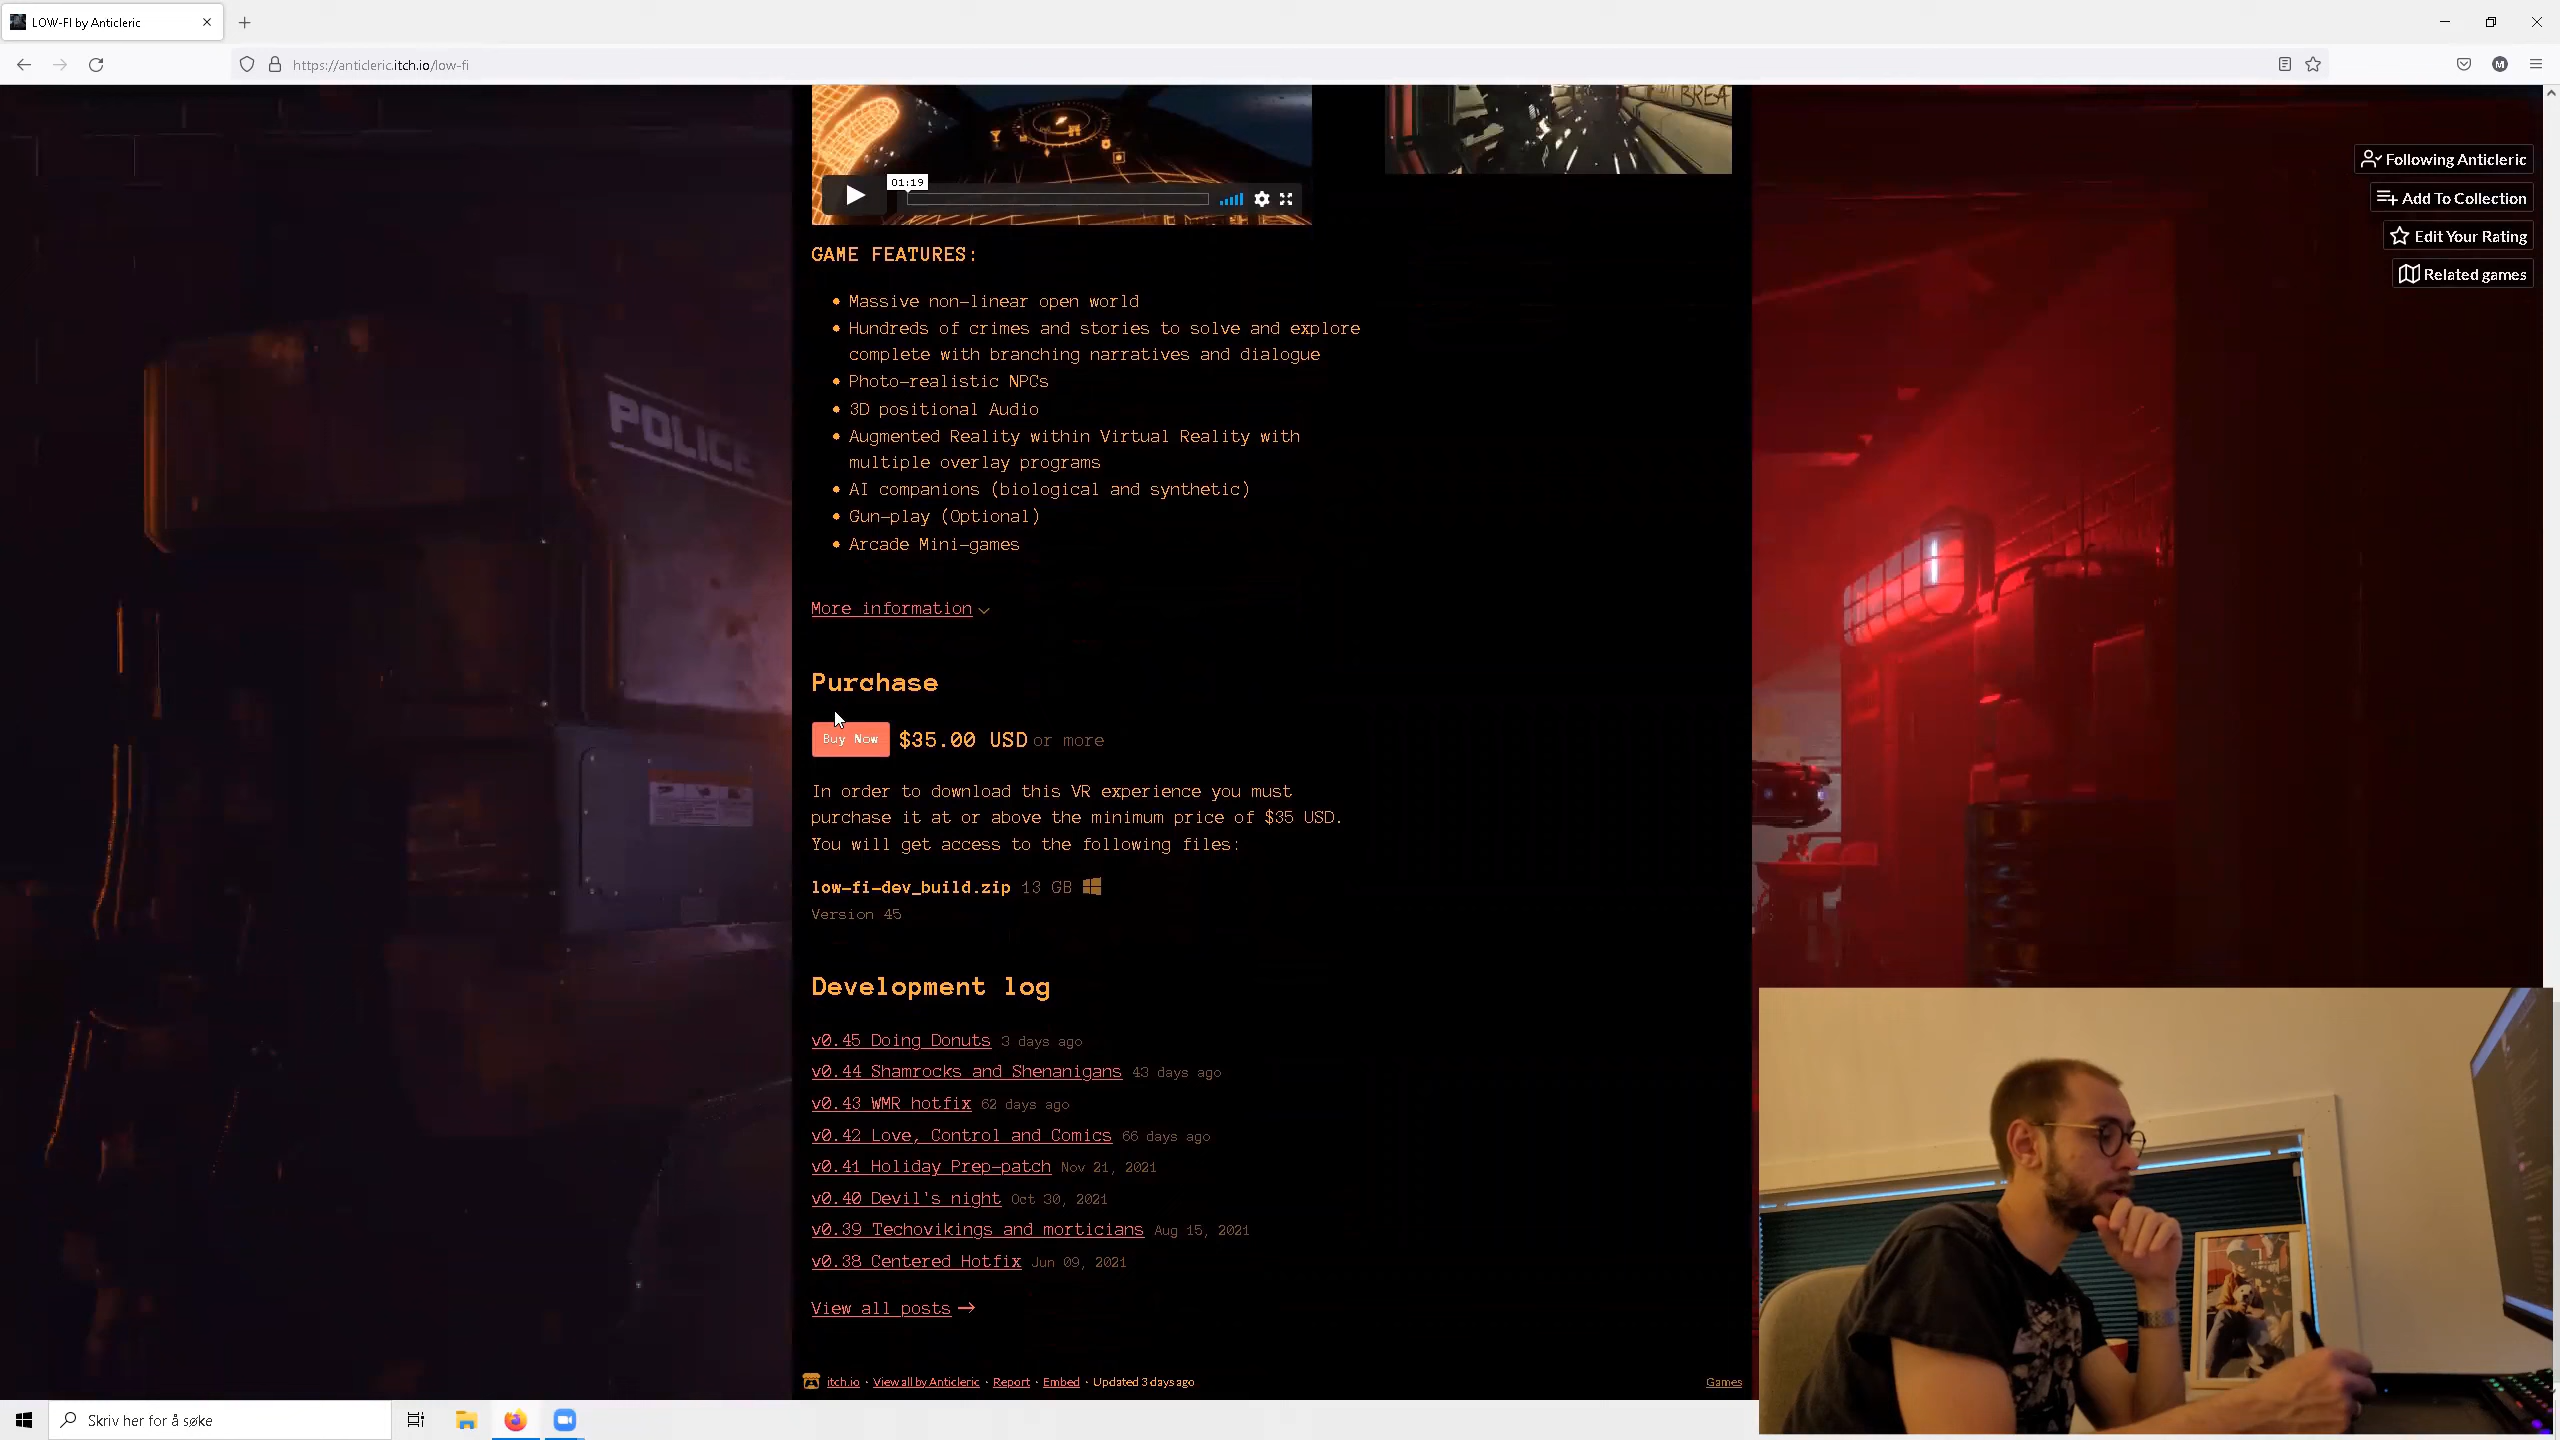 LOW-FI by Anticleric
https://anticleric.itch.io/low-fi
M
BREA
01:19
Following Anticleric
Add To Collection
Edit Your Rating
Related games
POLICE
GAME FEATURES:
Massive non-linear open world
Hundreds of crimes and stories to solve and explore
complete with branching narratives and dialogue
Photo-realistic NPCs
3D positional Audio
Augmented Reality within Virtual Reality with
multiple overlay programs
AI companions (biological and synthetic)
Gun-play (Optional)
Arcade Mini-games
More information
Purchase
Buy Now $35.00 USD or more
In order to download this VR experience you must
purchase it at or above the minimum price of $35 USD.
You will get access to the following files:
low-fi-dev_build.zip 13 GB
Version 45
Development log
v0.45 Doing Donuts 3 days ago
v0.44 Shamrocks and Shenanigans 43 days ago
v0.43 WMR hotfix 62 days ago
v0.42 Love, Control and Comics 66 days ago
v0.41 Holiday Prep-patch Nov 21, 2021
v0.40 Devil's night Oct 30, 2021
v0.39 Techovikings and morticians Aug 15, 2021
v0.38 Centered Hotfix Jun 09, 2021
View all posts →
itch.io · View all by Anticleric · Report · Embed · Updated 3 days ago
Games
Skriv her for å søke